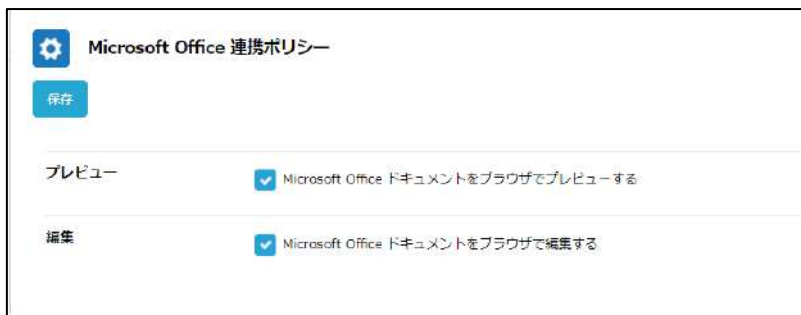 Microsoft Office 連携ポリシー
保存
プレビュー
Microsoft Office ドキュメントをブラウザでプレビューする
編集
Microsoft Office ドキュメントをブラウザで編集する